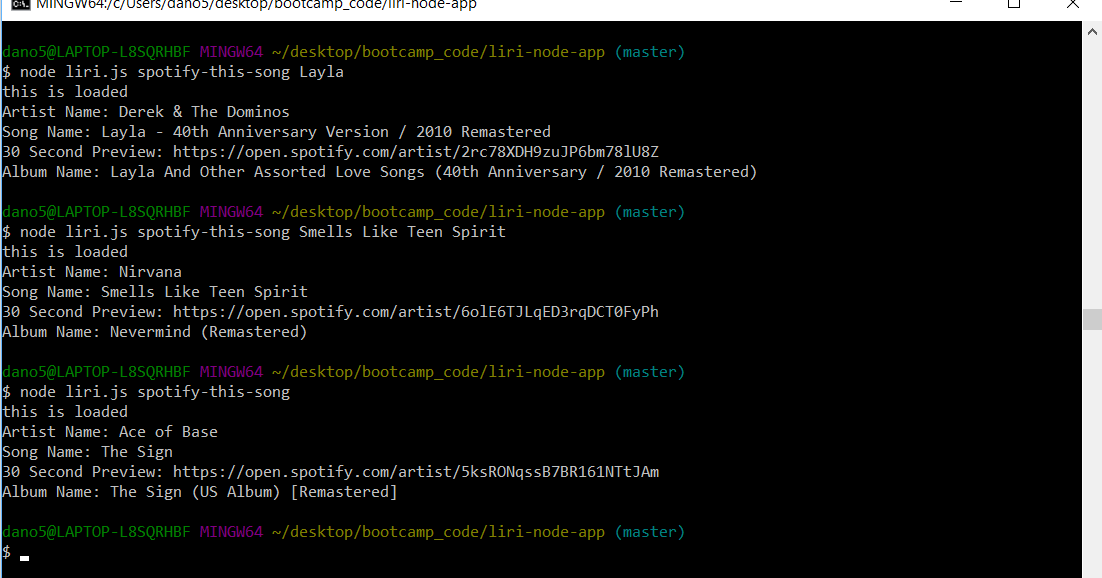 MINGW64:/c/Users/dano5/desktop/bootcamp_code/liri-node-app
dano5@LAPTOP-L8SQRHBF MINGW64 ~/desktop/bootcamp_code/liri-node-app (master)
$ node liri.js spotify-this-song Layla
this is loaded
Artist Name: Derek & The Dominos
Song Name: Layla - 40th Anniversary Version / 2010 Remastered
30 Second Preview: https://open.spotify.com/artist/2rc78XDH9zuJP6bm78lU8Z
Album Name: Layla And Other Assorted Love Songs (40th Anniversary / 2010 Remastered)
dano5@LAPTOP-L8SQRHBF MINGW64 ~/desktop/bootcamp_code/liri-node-app (master)
$ node liri.js spotify-this-song Smells Like Teen Spirit
this is loaded
Artist Name: Nirvana
Song Name: Smells Like Teen Spirit
30 Second Preview: https://open.spotify.com/artist/6olE6TJLqED3rqDCT0FyPh
Album Name: Nevermind (Remastered)
dano5@LAPTOP-L8SQRHBF MINGW64 ~/desktop/bootcamp_code/liri-node-app (master)
$ node liri.js spotify-this-song
this is loaded
Artist Name: Ace of Base
Song Name: The Sign
30 Second Preview: https://open.spotify.com/artist/5ksRONqssB7BR161NTtJAm
Album Name: The Sign (US Album) [Remastered]
dano5@LAPTOP-L8SQRHBF MINGW64 ~/desktop/bootcamp_code/liri-node-app (master)
$